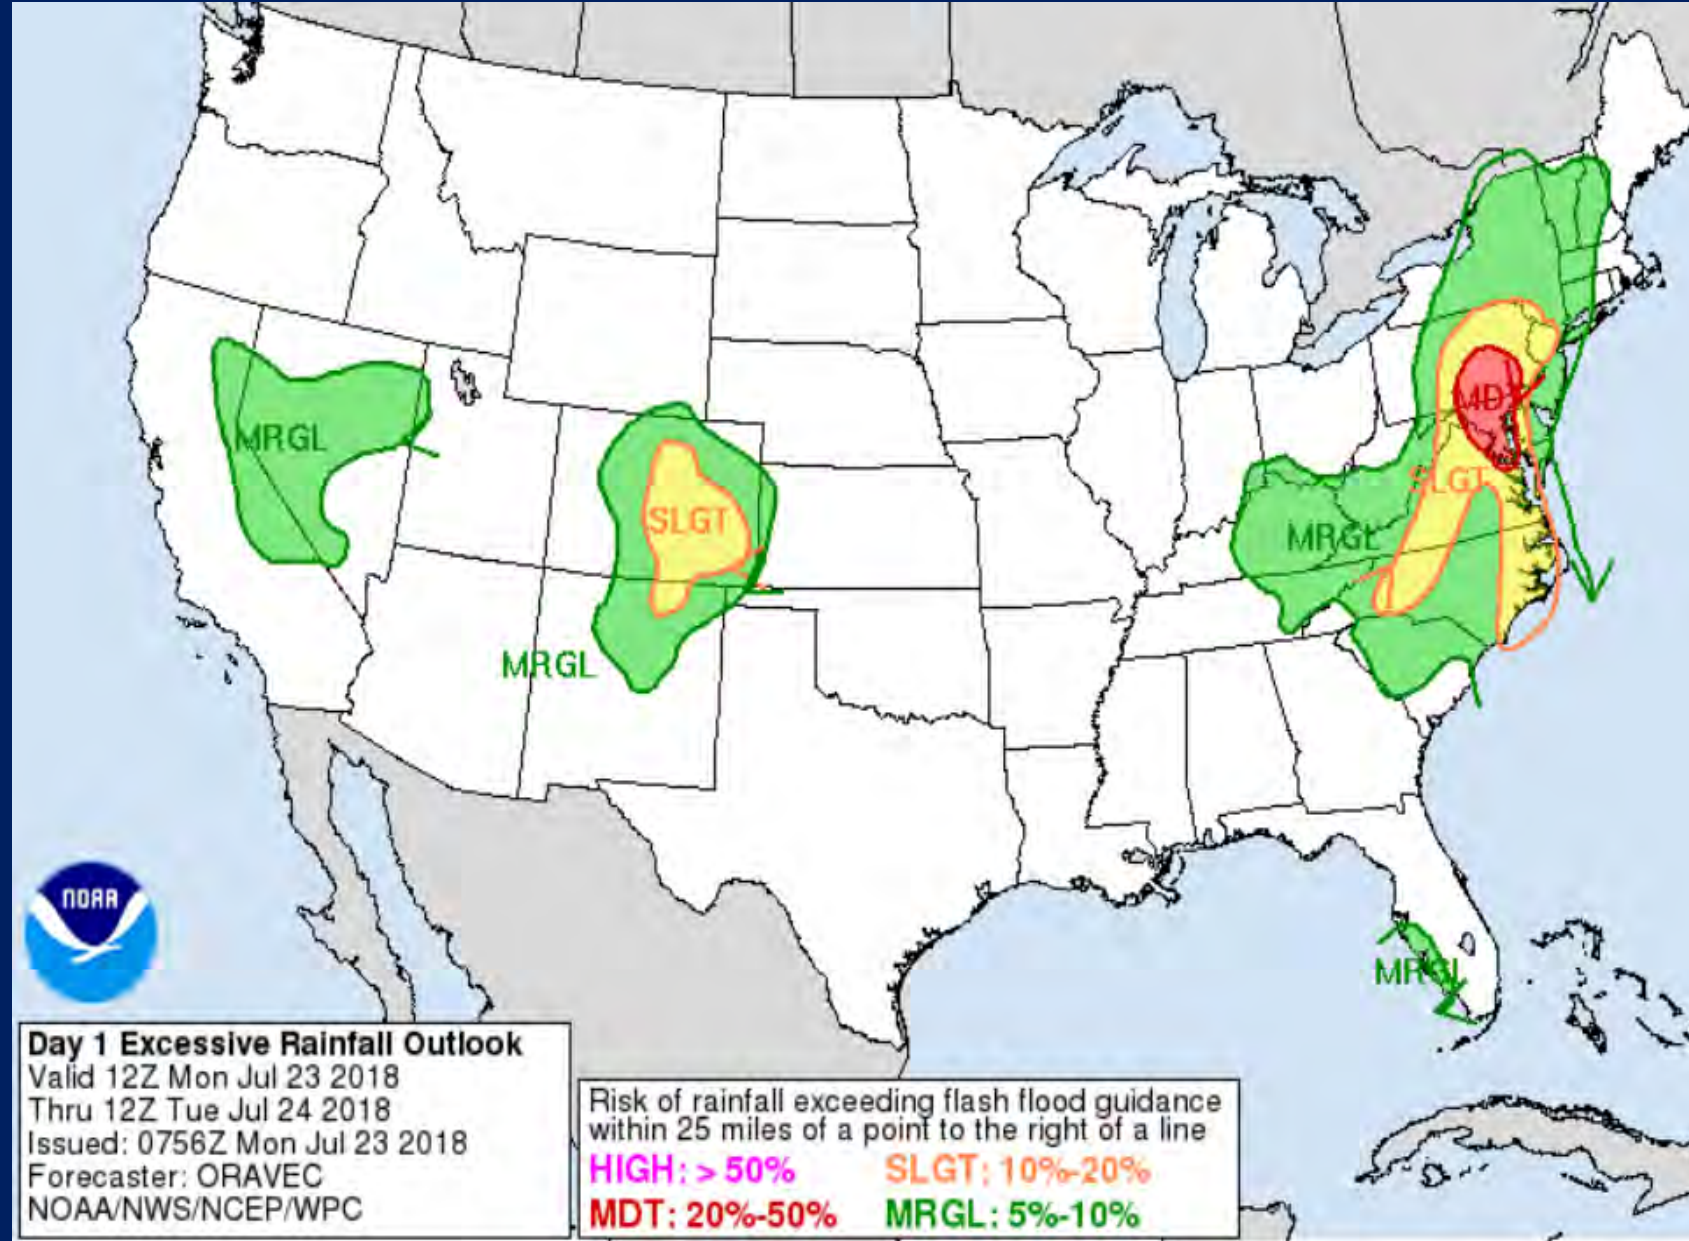 MDT
MRGL
SLGT
SLGT
MRGL
MRGL
MRGL
NOAA
Day 1 Excessive Rainfall Outlook
Valid 12Z Mon Jul 23 2018
Thru 12Z Tue Jul 24 2018
Issued: 0756Z Mon Jul 23 2018
Forecaster: ORAVEC
NOAA/NWS/NCEP/WPC
Risk of rainfall exceeding flash flood guidance
within 25 miles of a point to the right of a line
HIGH: > 50% SLGT: 10%-20%
MDT: 20%-50% MRGL: 5%-10%